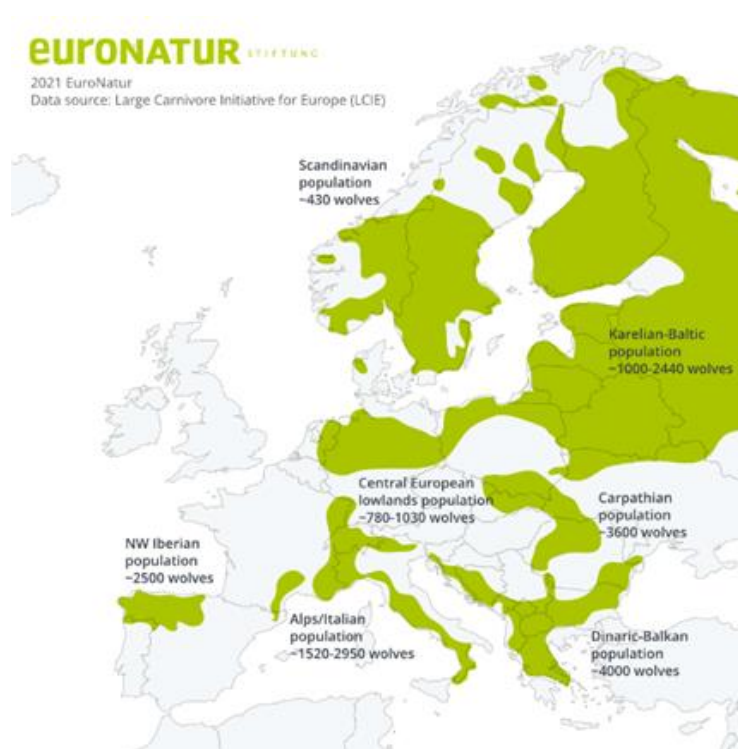 euroNATUR STIFTUNG
2021 EuroNatur
Data source: Large Carnivore Initiative for Europe (LCIE)
Scandinavian
population
~430 wolves
Karelian-Baltic
population
~1000-2440 wolves
Central European
lowlands population
~780-1030 wolves
Carpathian
population
~3600 wolves
NW Iberian
population
~2500 wolves
Alps/Italian
population
~1520-2950 wolves
Dinaric-Balkan
population
~4000 wolves